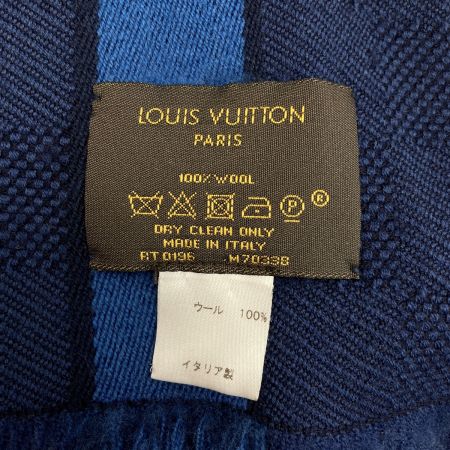 LOUIS VUITTON
PARIS
100% WOOL
P ®
DRY CLEAN ONLY
MADE IN ITALY
RT 0196 M70338
ウール 100%
イタリア製